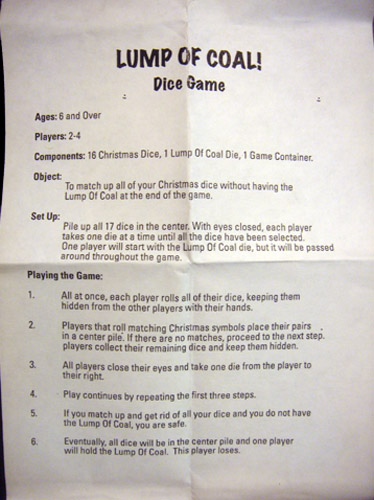 LUMP OF COAL!
Dice Game
Ages: 6 and Over
Players: 2-4
Components: 16 Christmas Dice, 1 Lump Of Coal Die, 1 Game Container.
Object:
To match up all of your Christmas dice without having the
Lump Of Coal at the end of the game.
Set Up:
Pile up all 17 dice in the center. With eyes closed, each player
takes one die at a time until all the dice have been selected.
One player will start with the Lump Of Coal die, but it will be passed
around throughout the game.
Playing the Game:
1. All at once, each player rolls all of their dice, keeping them
hidden from the other players with their hands.
2. Players that roll matching Christmas symbols place their pairs
in a center pile. If there are no matches, proceed to the next step.
players collect their remaining dice and keep them hidden.
3. All players close their eyes and take one die from the player to
their right.
4. Play continues by repeating the first three steps.
5. If you match up and get rid of all your dice and you do not have
the Lump Of Coal, you are safe.
6. Eventually, all dice will be in the center pile and one player
will hold the Lump Of Coal. This player loses.